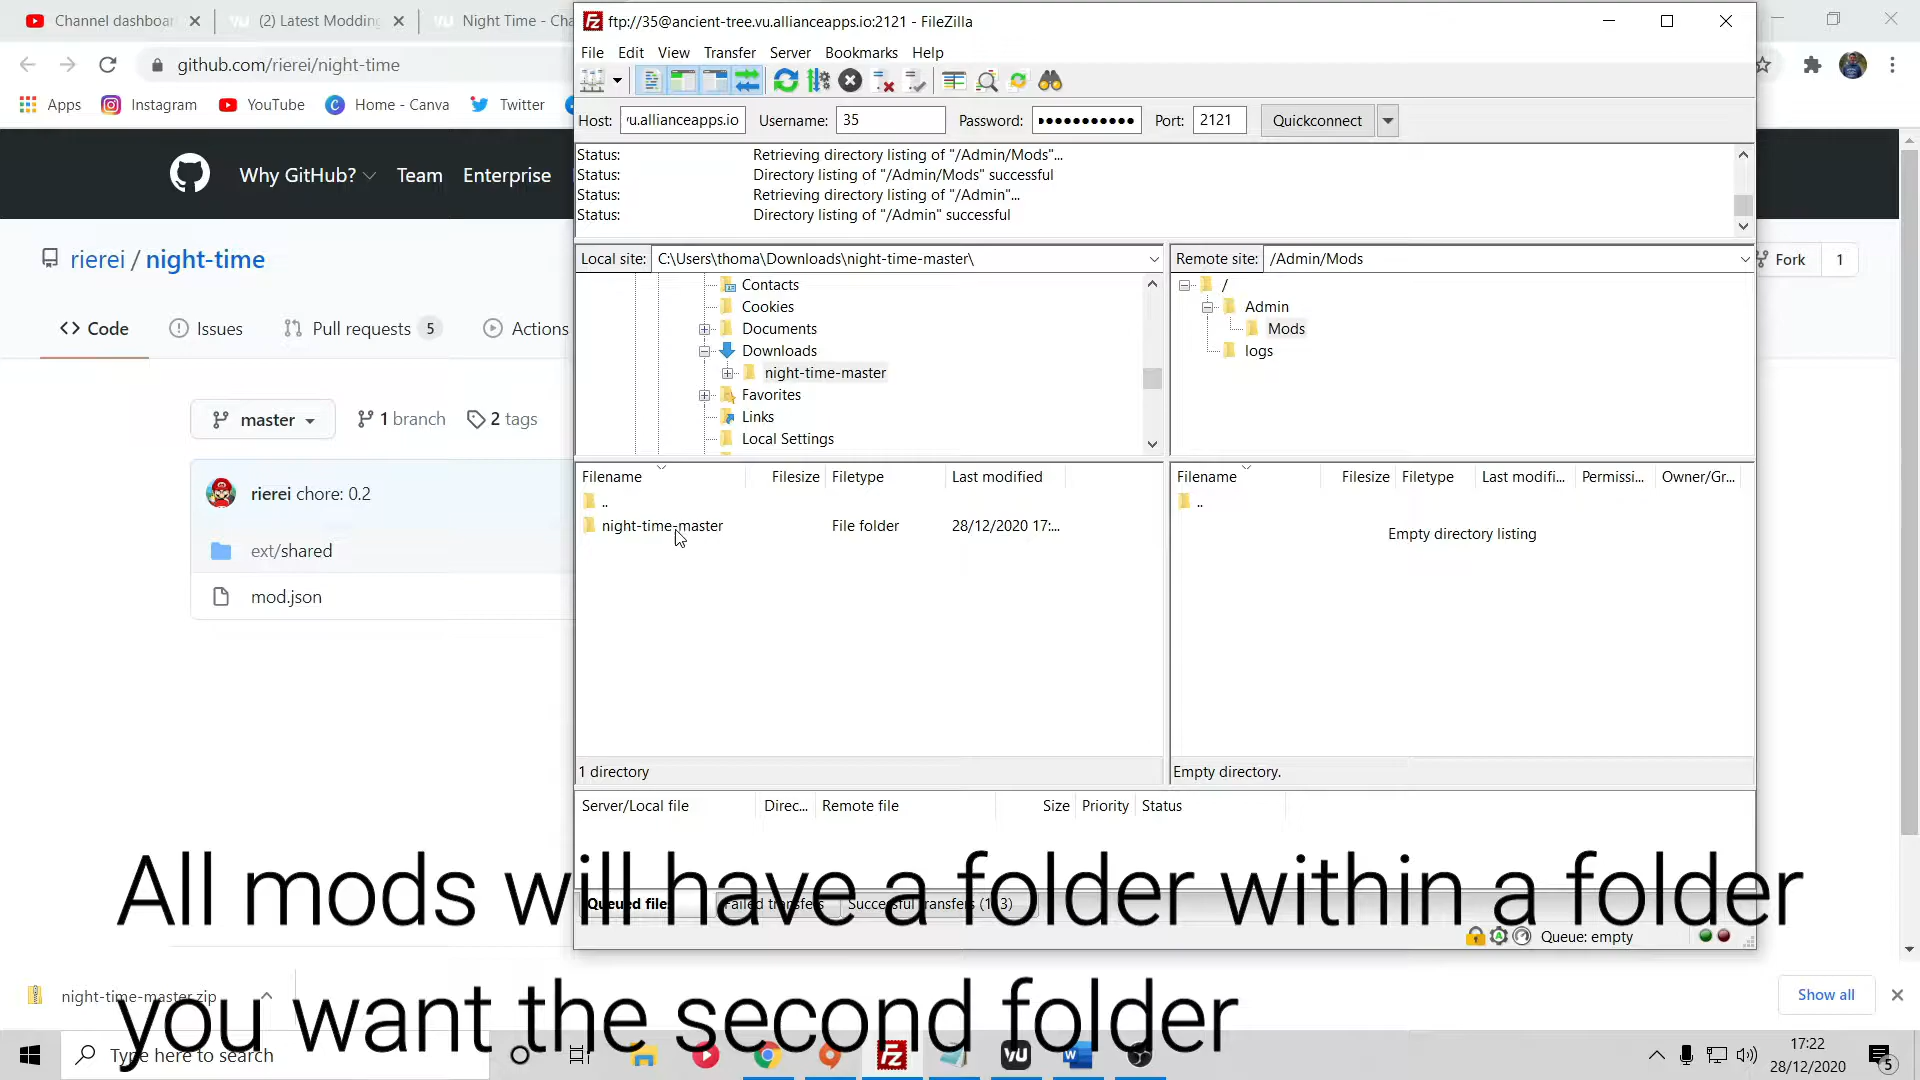 Channel dashboar
(2) Latest Modding
Night Time - Cha
ftp://35@ancient-tree.vu.allianceapps.io:2121 - FileZilla
File Edit View Transfer Server Bookmarks Help
github.com/rierei/night-time
Apps Instagram YouTube Home - Canva Twitter
Host: vu.allianceapps.io Username: 35 Password: ●●●●●●●●●●● Port: 2121 Quickconnect
Status: Retrieving directory listing of "/Admin/Mods"...
Status: Directory listing of "/Admin/Mods" successful
Status: Retrieving directory listing of "/Admin"...
Status: Directory listing of "/Admin" successful
Why GitHub? Team Enterprise
rierei / night-time
Fork 1
Code Issues Pull requests 5 Actions
master 1 branch 2 tags
rierei chore: 0.2
ext/shared
mod.json
Local site: C:\Users\thoma\Downloads\night-time-master\
Contacts
Cookies
Documents
Downloads
night-time-master
Favorites
Links
Local Settings
Remote site: /Admin/Mods
/
Admin
Mods
logs
Filename Filesize Filetype Last modified
..
night-time-master File folder 28/12/2020 17:...
1 directory
Filename Filesize Filetype Last modifi... Permissi... Owner/Gr...
..
Empty directory listing
Empty directory.
Server/Local file Direc... Remote file Size Priority Status
Queued files Failed transfers Successful transfers (113)
Queue: empty
All mods will have a folder within a folder
you want the second folder
night-time-master.zip
Show all
Type here to search
17:22
28/12/2020
5